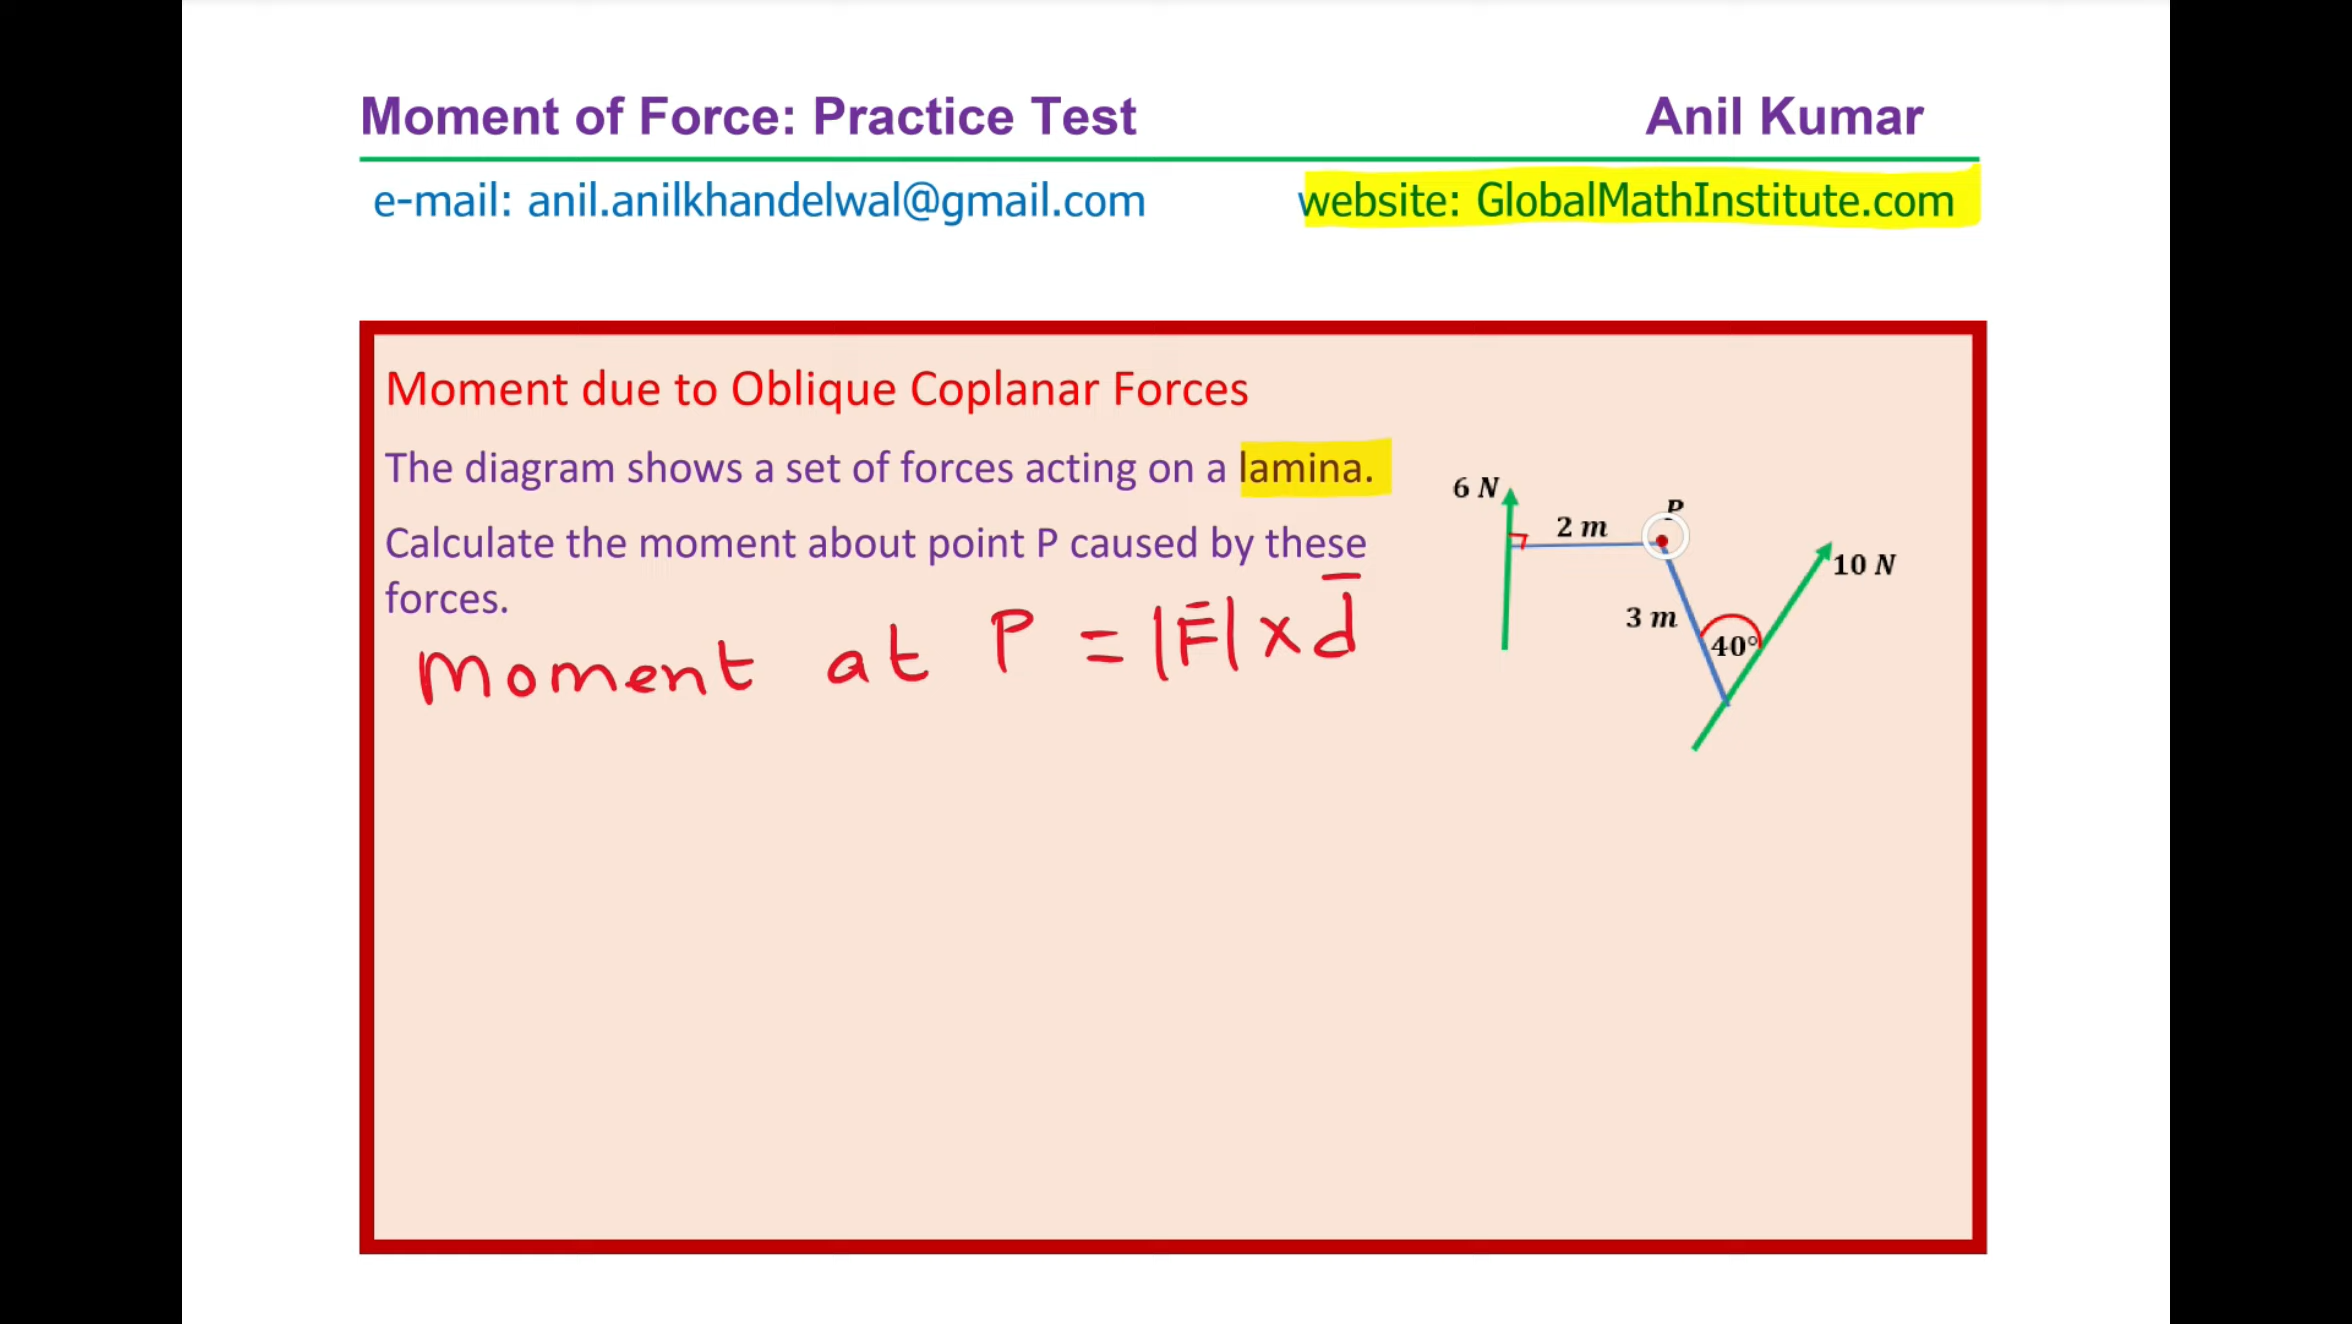 Moment of Force: Practice Test Anil Kumar
e-mail: anil.anilkhandelwal@gmail.com website: GlobalMathInstitute.com
Moment due to Oblique Coplanar Forces
The diagram shows a set of forces acting on a lamina.
Calculate the moment about point P caused by these
forces.
Moment at P = |F̄| × d̄
6 N
2 m
P
10 N
3 m
40°